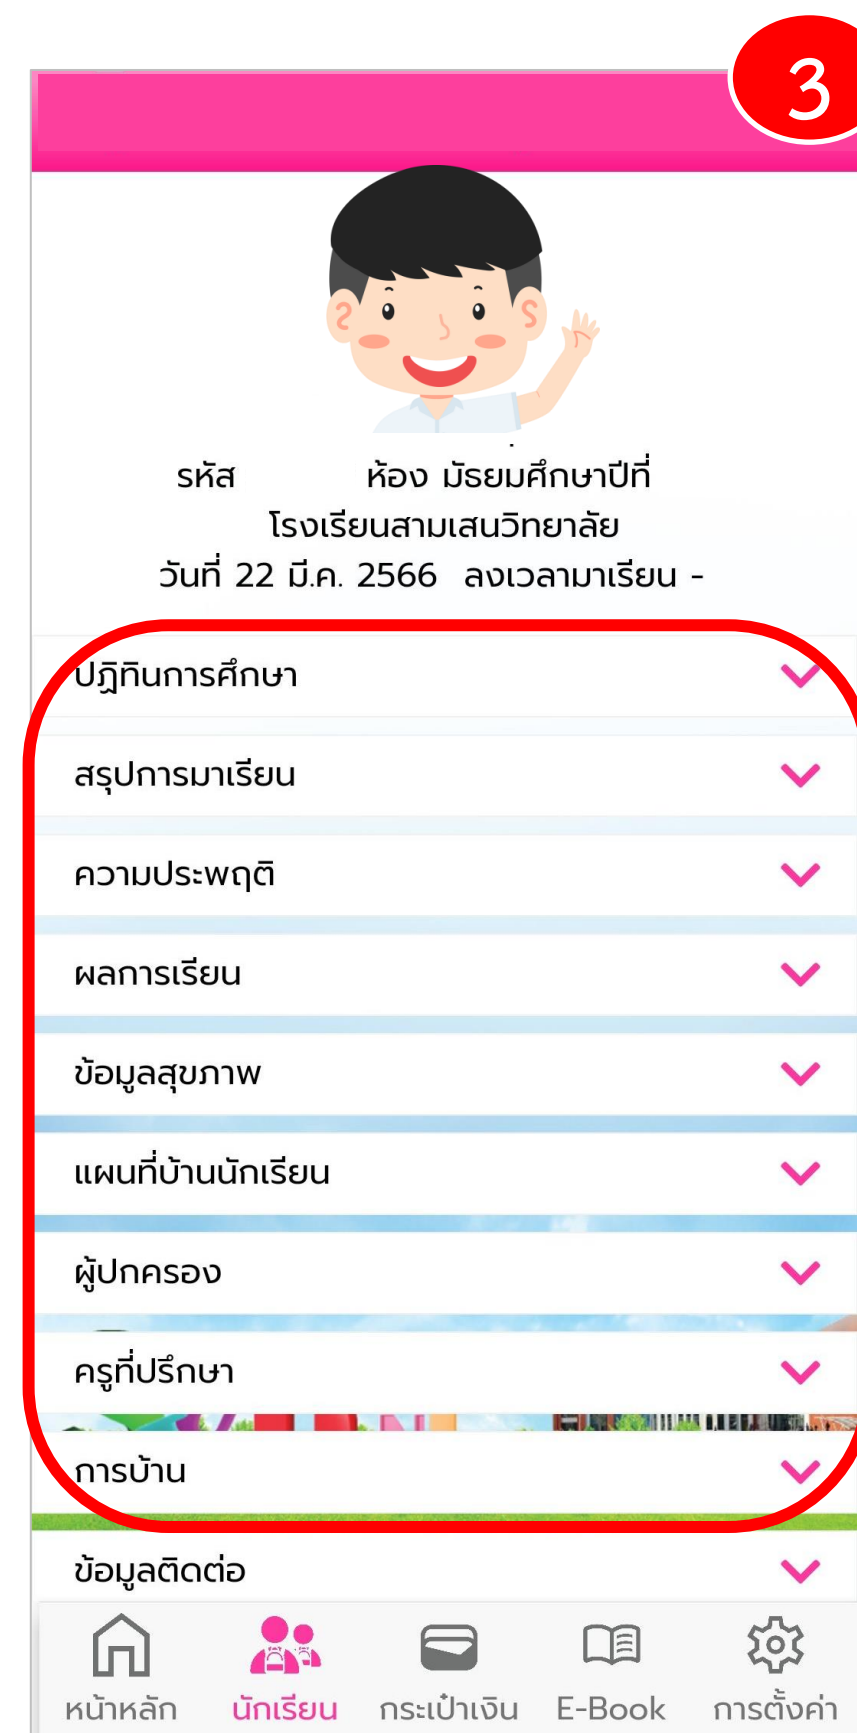 3
รหัส ห้อง มัธยมศึกษาปีที่
โรงเรียนสามเสนวิทยาลัย
วันที่ 22 มี.ค. 2566 ลงเวลามาเรียน -
ปฏิทินการศึกษา
สรุปการมาเรียน
ความประพฤติ
ผลการเรียน
ข้อมูลสุขภาพ
แผนที่บ้านนักเรียน
ผู้ปกครอง
ครูที่ปรึกษา
การบ้าน
ข้อมูลติดต่อ
หน้าหลัก นักเรียน กระเป๋าเงิน E-Book การตั้งค่า